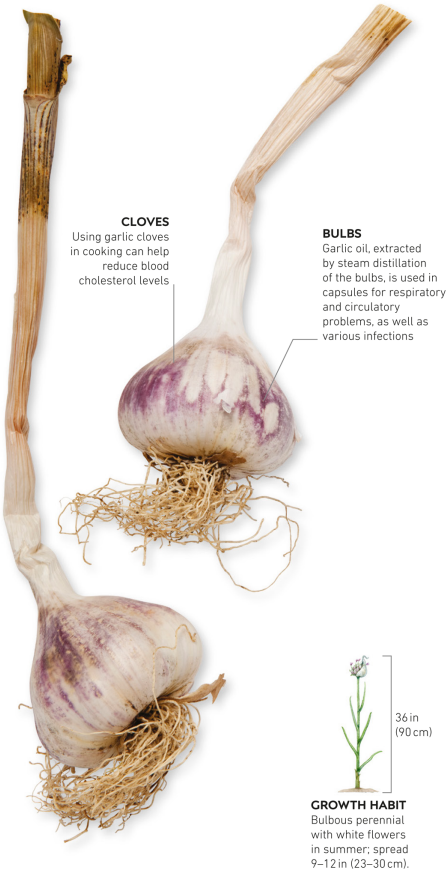 CLOVES
Using garlic cloves
in cooking can help
reduce blood
cholesterol levels
BULBS
Garlic oil, extracted
by steam distillation
of the bulbs, is used in
capsules for respiratory
and circulatory
problems, as well as
various infections
36 in
(90 cm)
GROWTH HABIT
Bulbous perennial
with white flowers
in summer; spread
9–12 in (23–30 cm).